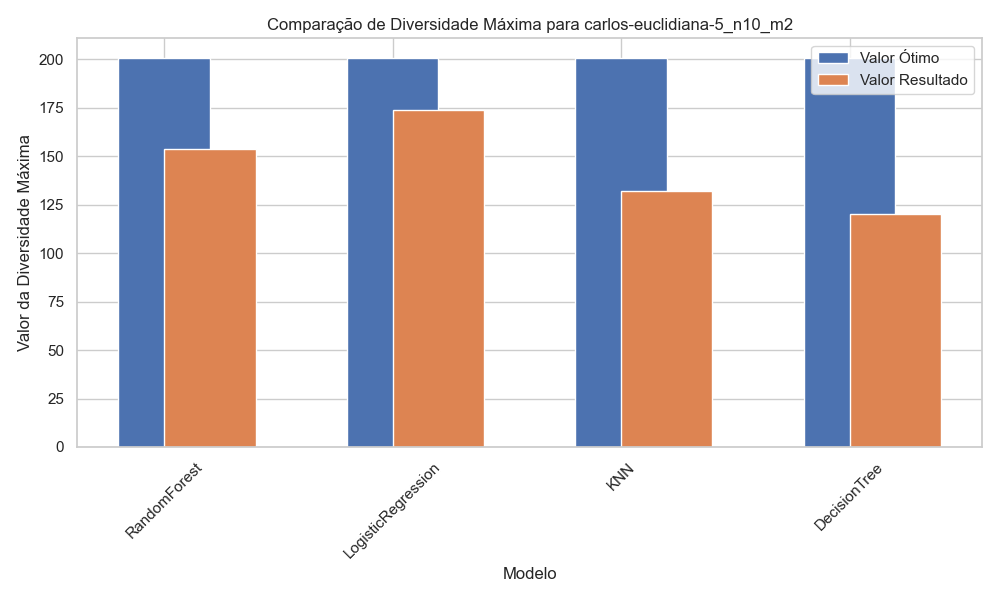 Comparação de Diversidade Máxima para carlos-euclidiana-5_n10_m2
Valor Ótimo
Valor Resultado
Valor da Diversidade Máxima
200
175
150
125
100
75
50
25
0
RandomForest
LogisticRegression
KNN
DecisionTree
Modelo